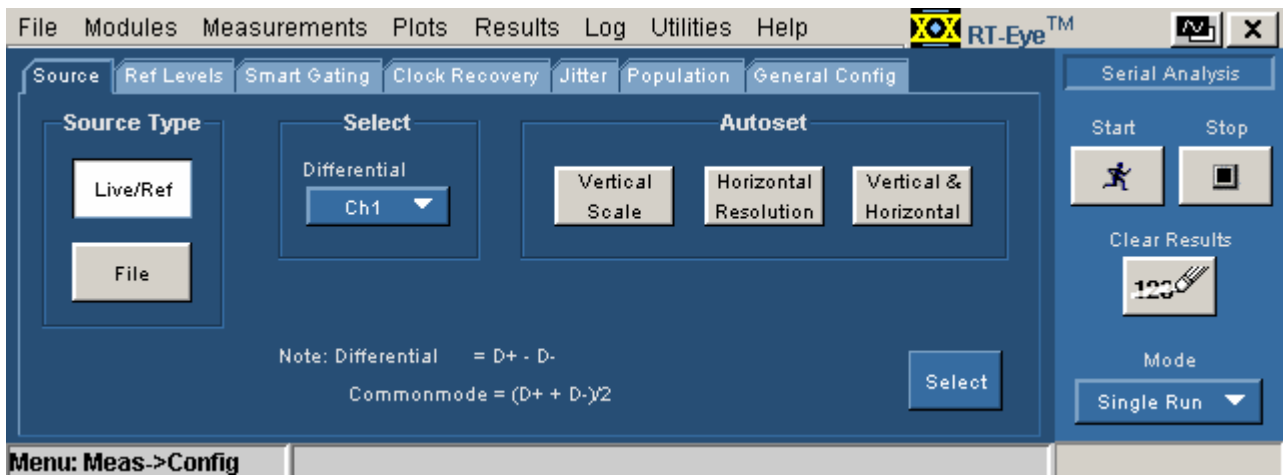 File Modules Measurements Plots Results Log Utilities Help RT-Eye™
Source Ref Levels Smart Gating Clock Recovery Jitter Population General Config
Serial Analysis
Source Type
Live/Ref
File
Select
Differential
Ch1
Autoset
Vertical
Scale
Horizontal
Resolution
Vertical &
Horizontal
Note: Differential = D+ - D-
Commonmode = (D+ + D-)/2
Select
Start Stop
Clear Results
123
Mode
Single Run
Menu: Meas->Config